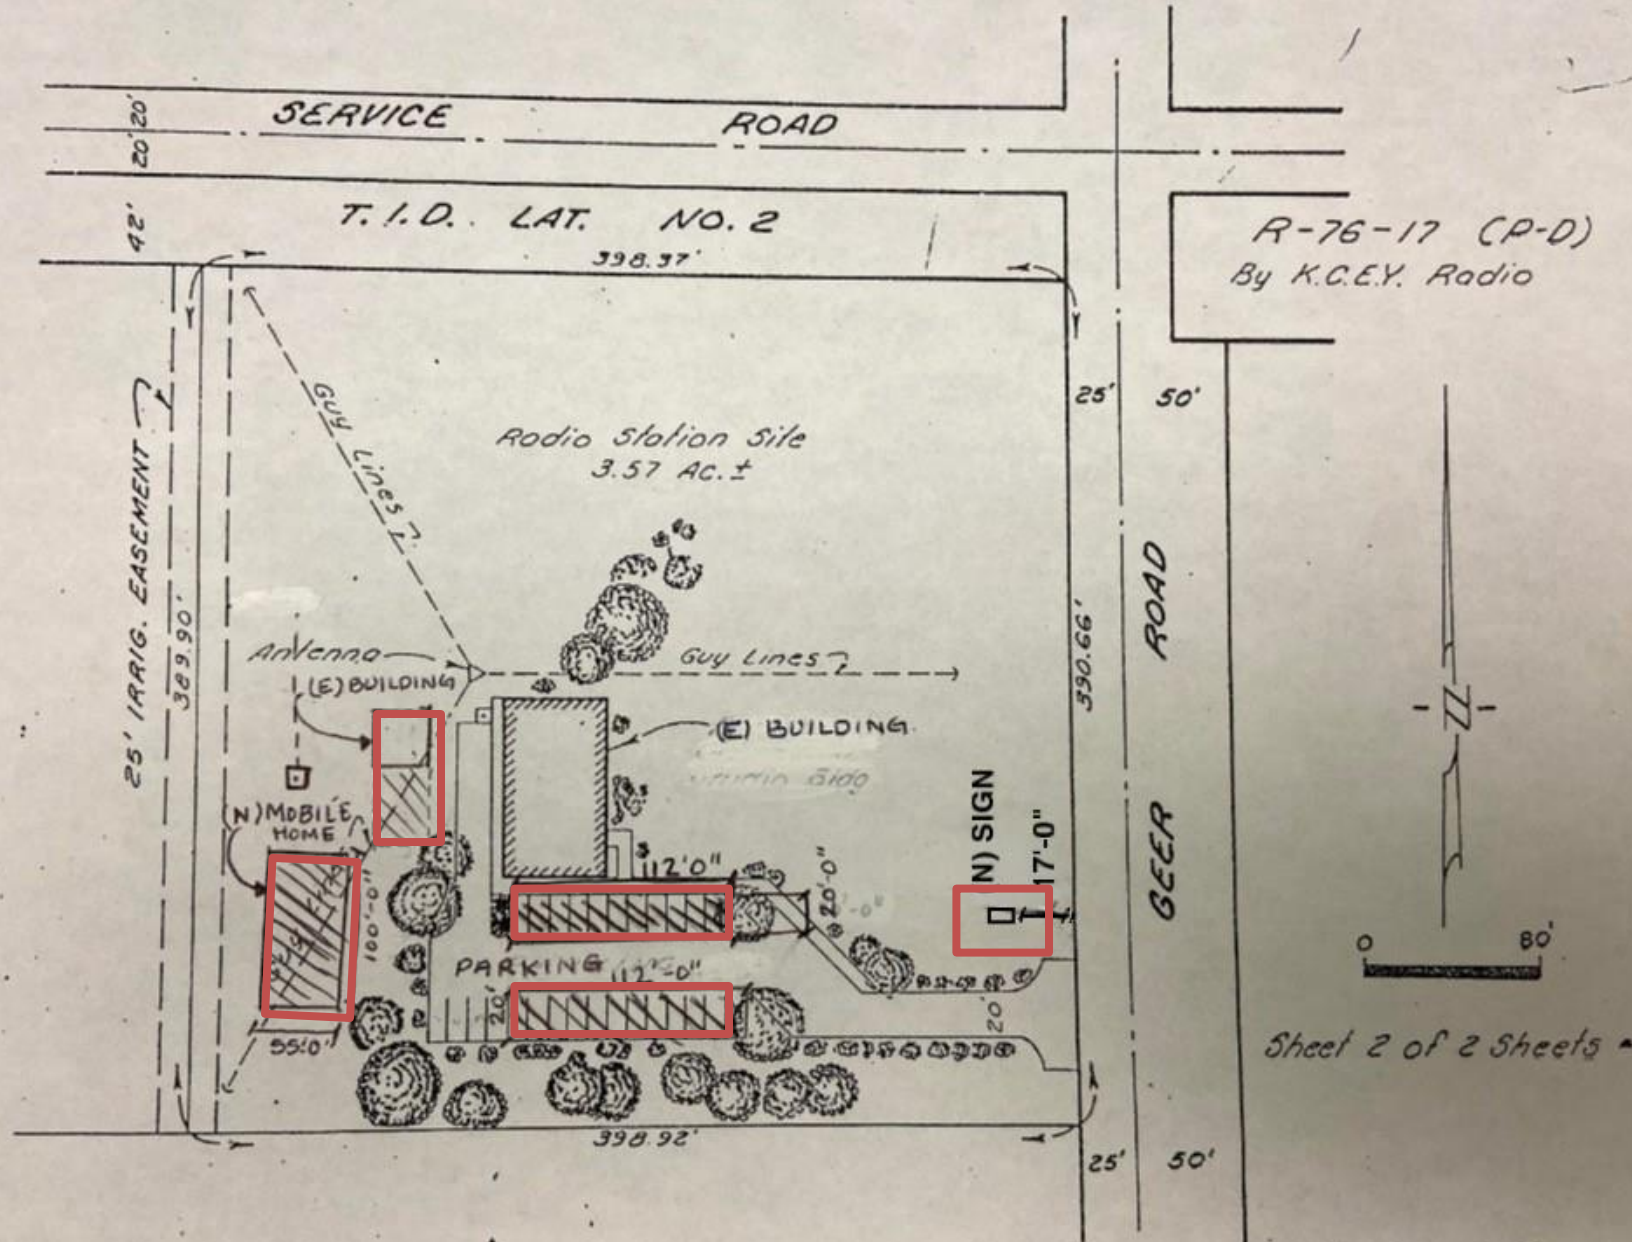 SERVICE ROAD
20' 20'
T.I.D. LAT. NO. 2
42'
398.37'
R-76-17 (P-D)
By K.C.E.Y. Radio
25' 50'
Guy Lines
Radio Station Site
3.57 AC. ±
25' IRRIG. EASEMENT
389.90'
390.66'
GEER ROAD
Antenna
Guy Lines
(E) BUILDING
(E) BUILDING
(N) MOBILE
HOME
N) SIGN
17'-0"
112'0"
20'-0"
100'-0"
PARKING
112'-0"
20'
20'
55'0"
0 80'
Sheet 2 of 2 Sheets
398.92'
25' 50'